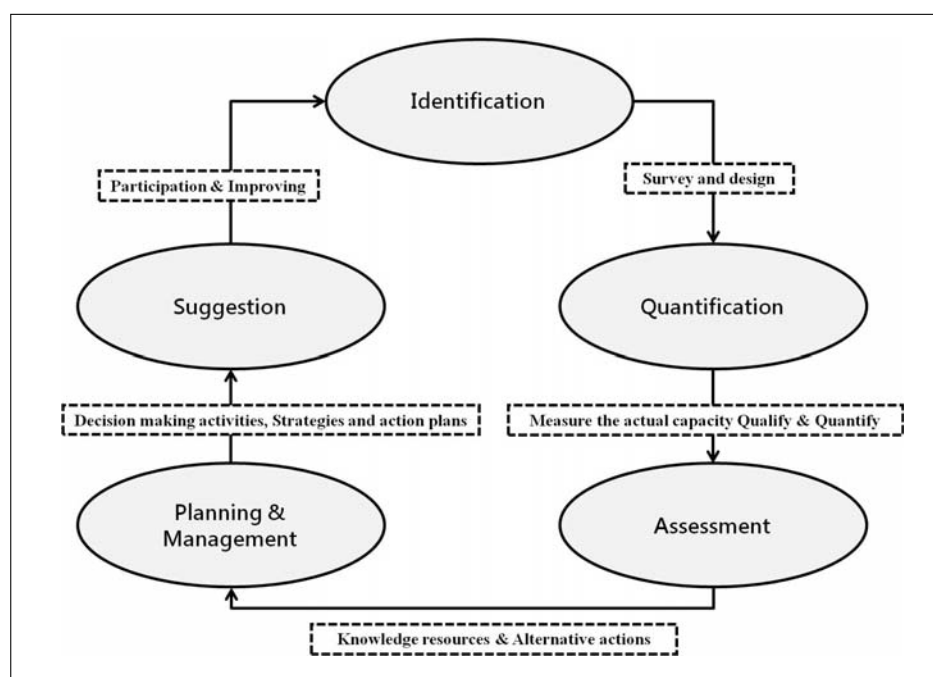 Identification
Participation & Improving
Survey and design
Suggestion
Quantification
Decision making activities, Strategies and action plans
Measure the actual capacity Qualify & Quantify
Planning &
Management
Assessment
Knowledge resources & Alternative actions